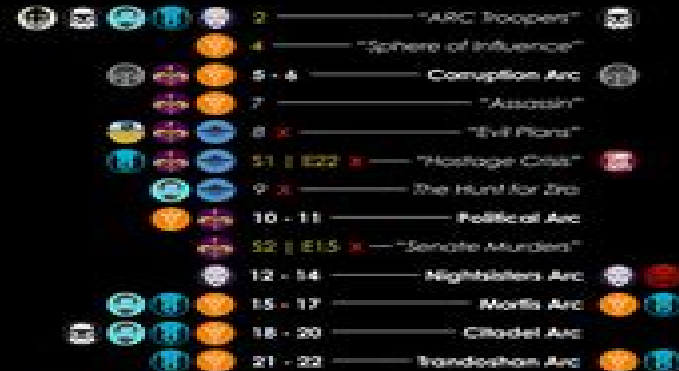 2 "ARC Troopers"
4 "Sphere of Influence"
5 - 6 Corruption Arc
7 "Assassin"
8 x "Evil Plans"
S1 | E22 x "Hostage Crisis"
9 x The Hunt for Ziro
10 - 11 Political Arc
S2 | E15 x "Senate Murders"
12 - 14 Nightsisters Arc
15 - 17 Mortis Arc
18 - 20 Citadel Arc
21 - 22 Trandoshan Arc